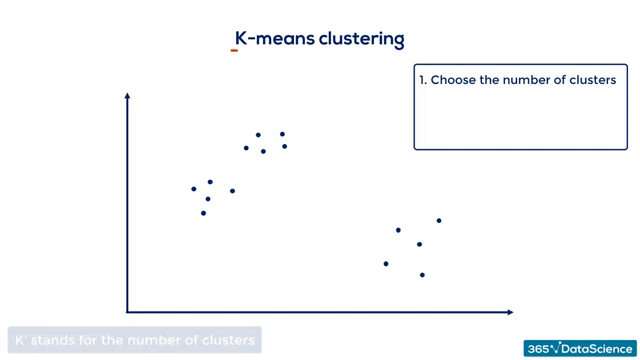 K-means clustering
1. Choose the number of clusters
'K' stands for the number of clusters
365 DataScience